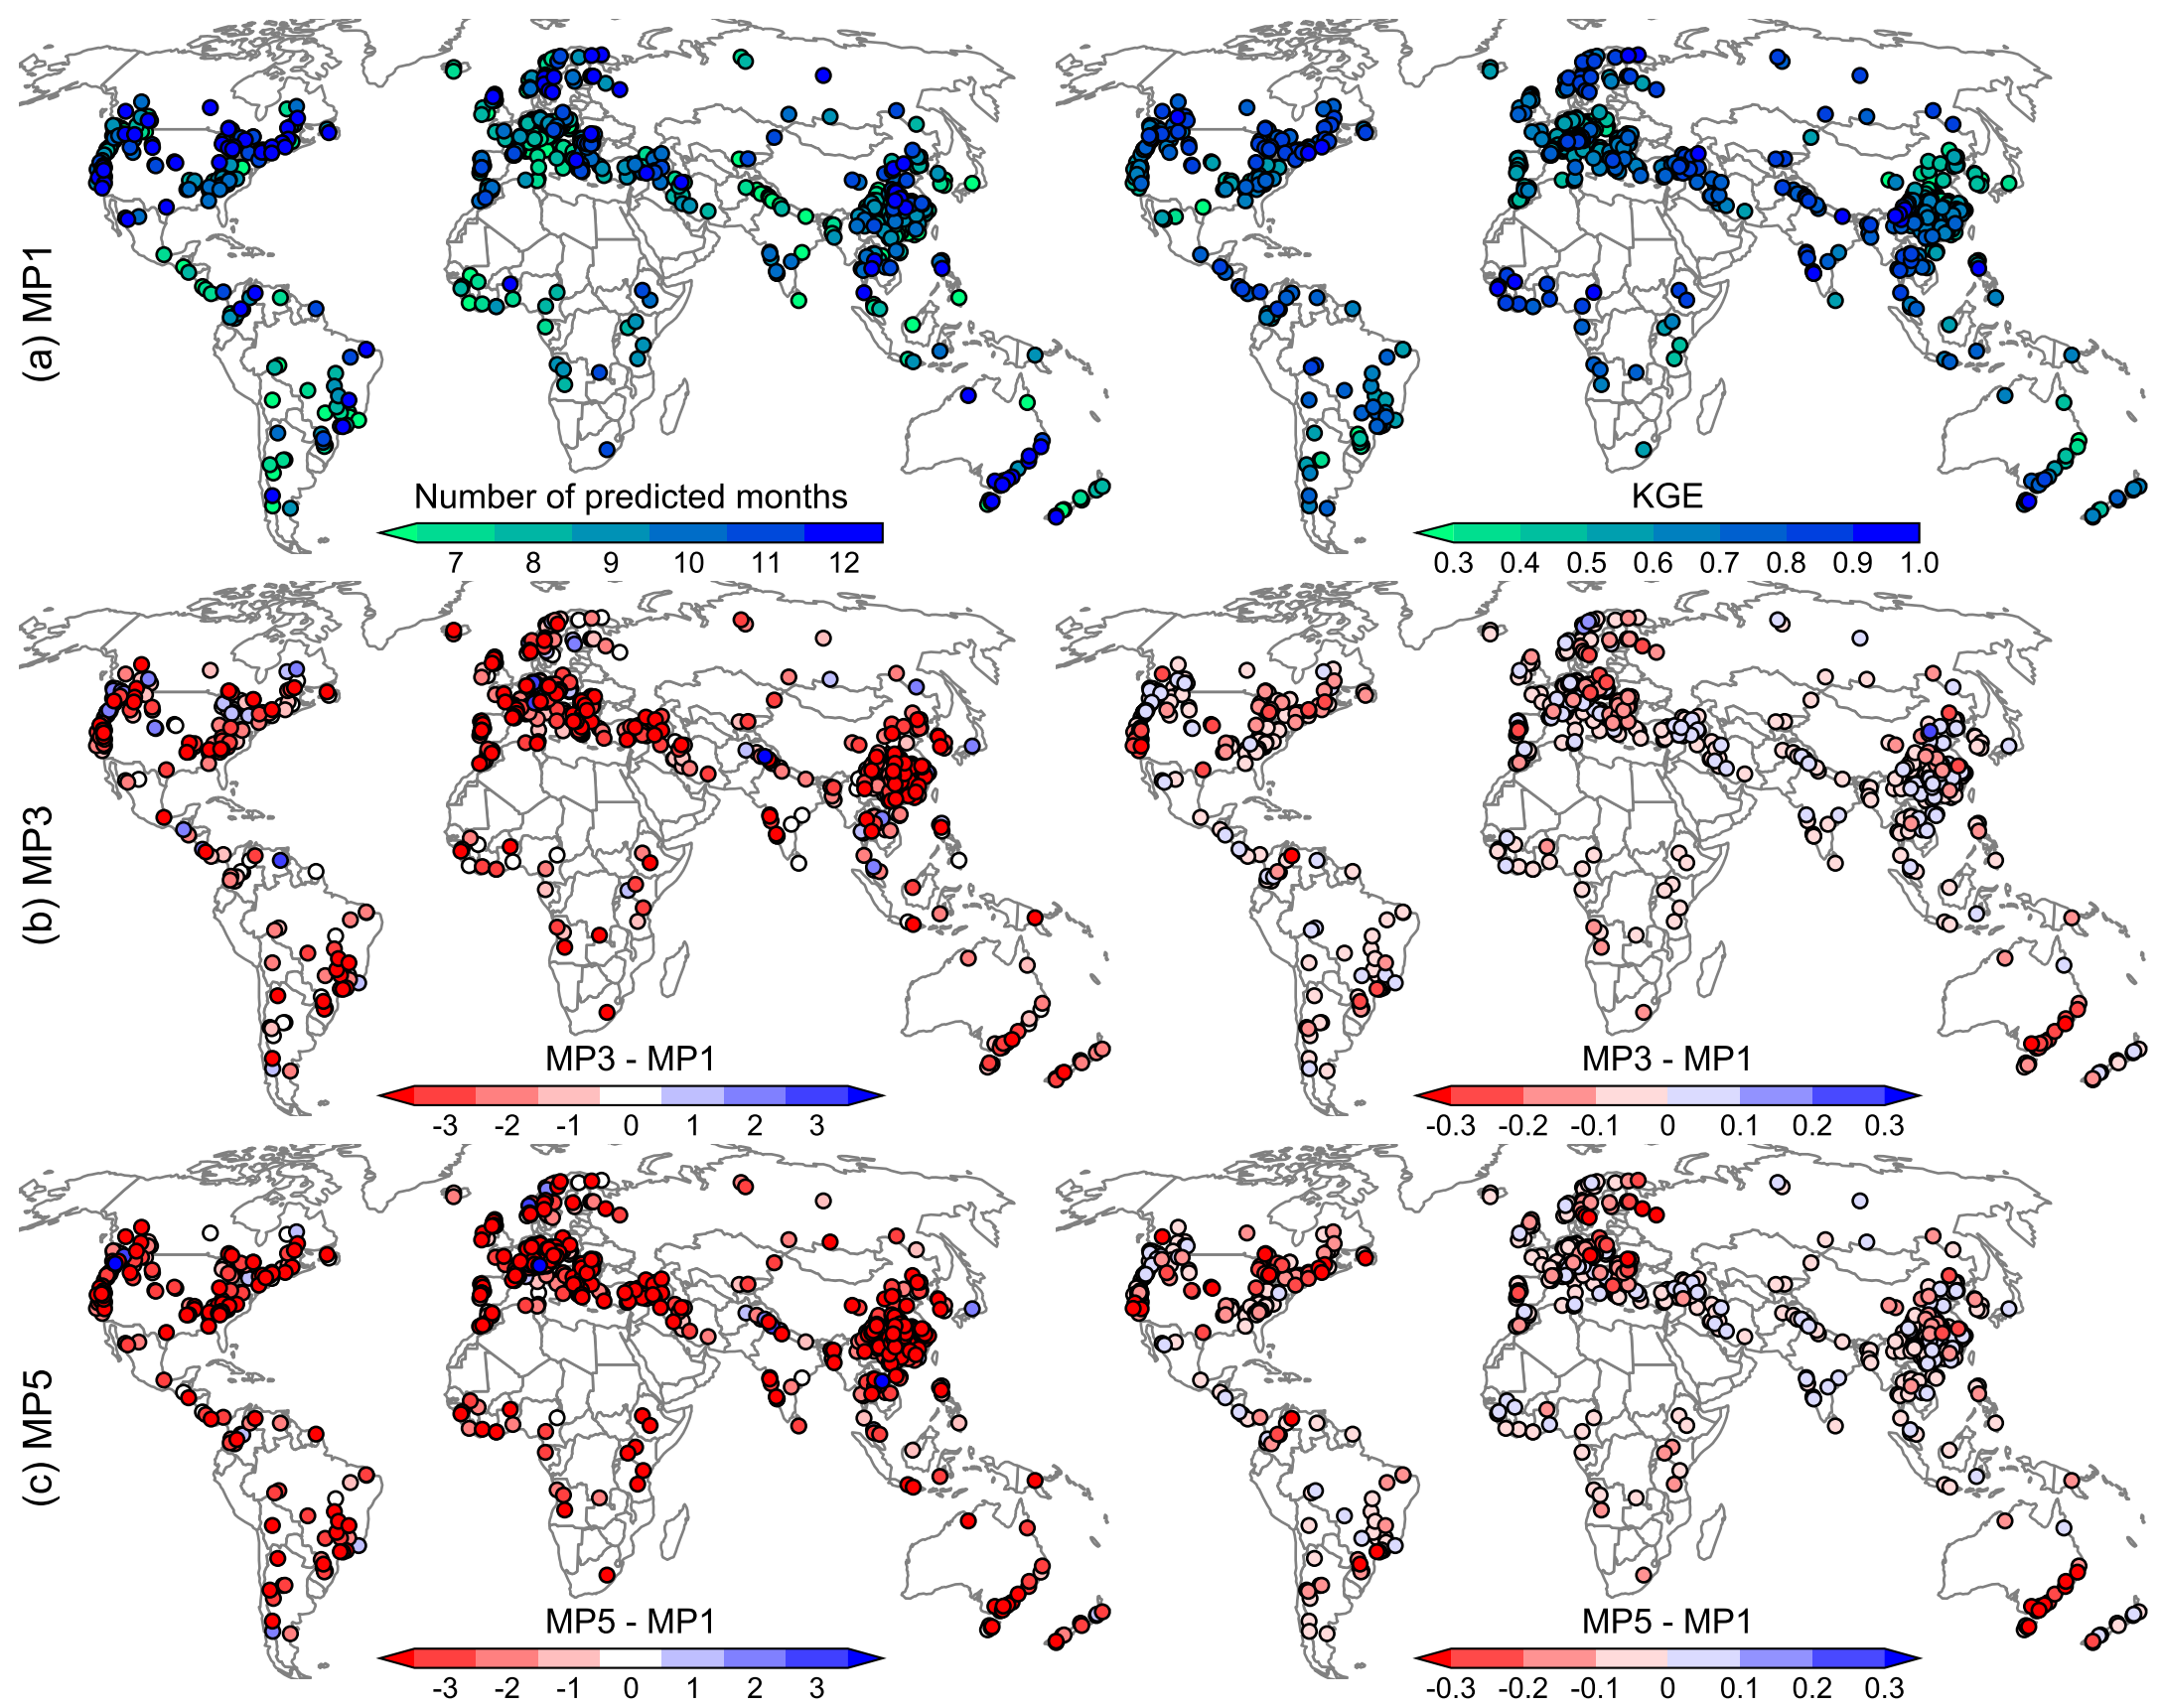 (a) MP1
Number of predicted months
7 8 9 10 11 12
KGE
0.3 0.4 0.5 0.6 0.7 0.8 0.9 1.0
(b) MP3
MP3 - MP1
-3 -2 -1 0 1 2 3
MP3 - MP1
-0.3 -0.2 -0.1 0 0.1 0.2 0.3
(c) MP5
MP5 - MP1
-3 -2 -1 0 1 2 3
MP5 - MP1
-0.3 -0.2 -0.1 0 0.1 0.2 0.3